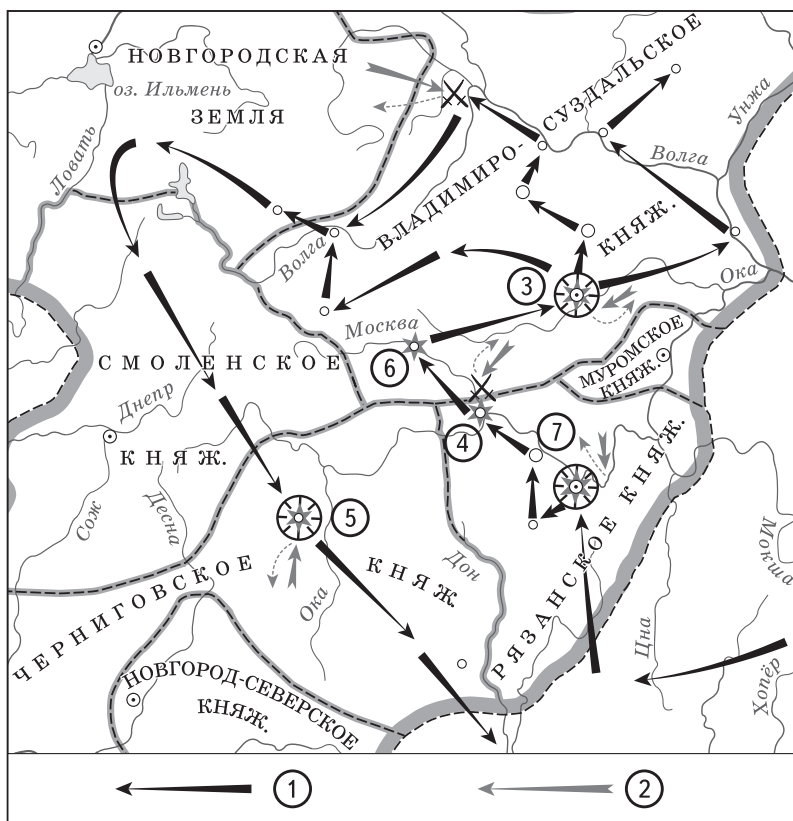 НОВГОРОДСКАЯ
оз. Ильмень
ЗЕМЛЯ
Ловать
ВЛАДИМИРО-СУЗДАЛЬСКОЕ
КНЯЖ.
Унжа
Волга
Волга
Ока
3
Москва
6
МУРОМСКОЕ
КНЯЖ.
СМОЛЕНСКОЕ
КНЯЖ.
Днепр
4
7
Сож
Десна
5
Дон
РЯЗАНСКОЕ КНЯЖ.
Мокша
Цна
Хопёр
ЧЕРНИГОВСКОЕ
КНЯЖ.
Ока
НОВГОРОД-СЕВЕРСКОЕ
КНЯЖ.
1
2